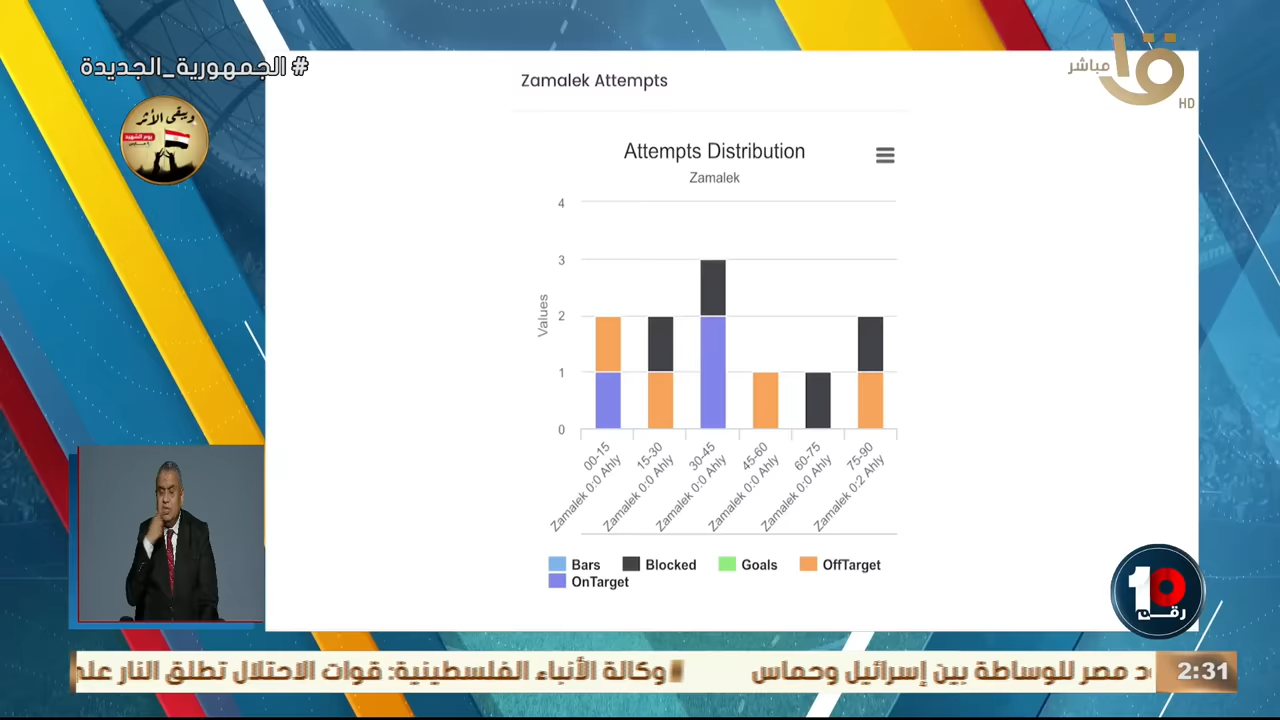 #الجمهورية_الجديدة
ويبقى الأثر
يوم الشهيد
مباشر
HD
Zamalek Attempts
Attempts Distribution
Zamalek
4
3
2
1
0
Values
00-15
Zamalek 0:0 Ahly
15-30
Zamalek 0:0 Ahly
30-45
Zamalek 0:0 Ahly
45-60
Zamalek 0:0 Ahly
60-75
Zamalek 0:0 Ahly
75-90
Zamalek 0:2 Ahly
Bars Blocked Goals OffTarget
OnTarget
10
رقم
د مصر للوساطة بين إسرائيل وحماس وكالة الأنباء الفلسطينية: قوات الاحتلال تطلق النار على
2:31